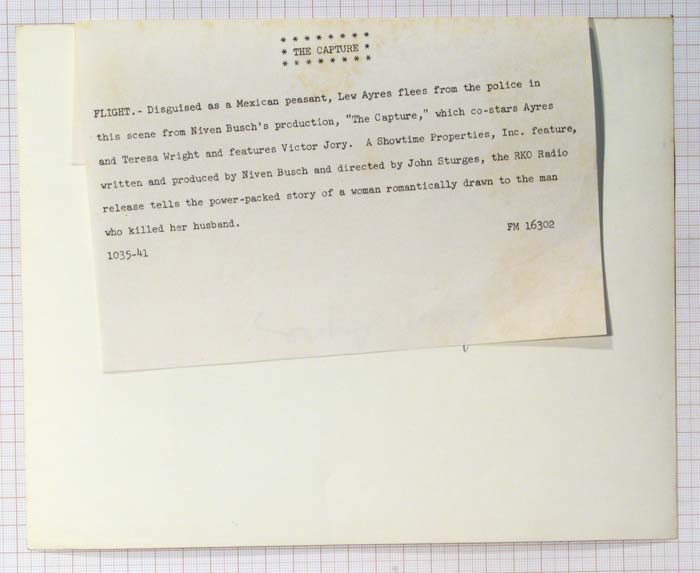 * * * * * * * *
* THE CAPTURE *
* * * * * * * *
FLIGHT.- Disguised as a Mexican peasant, Lew Ayres flees from the police in
this scene from Niven Busch's production, "The Capture," which co-stars Ayres
and Teresa Wright and features Victor Jory. A Showtime Properties, Inc. feature,
written and produced by Niven Busch and directed by John Sturges, the RKO Radio
release tells the power-packed story of a woman romantically drawn to the man
who killed her husband.
FM 16302
1035-41